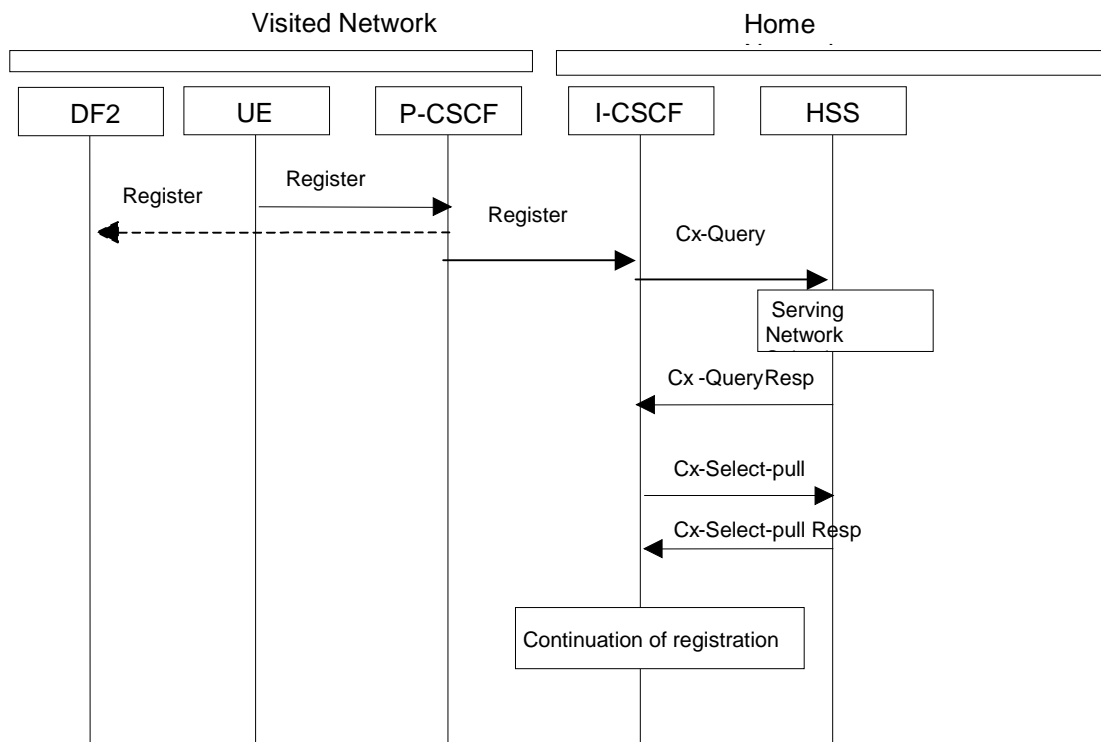 Visited Network
Home
DF2
UE
P-CSCF
I-CSCF
HSS
Register
Register
Register
Cx-Query
Serving
Network
Cx -QueryResp
Cx-Select-pull
Cx-Select-pull Resp
Continuation of registration